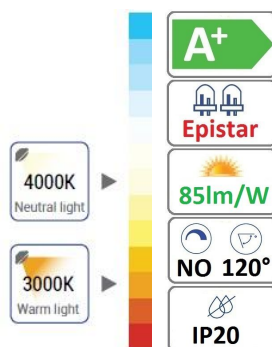 A+
Epistar
4000K
Neutral light
85lm/W
NO 120°
3000K
Warm light
IP20